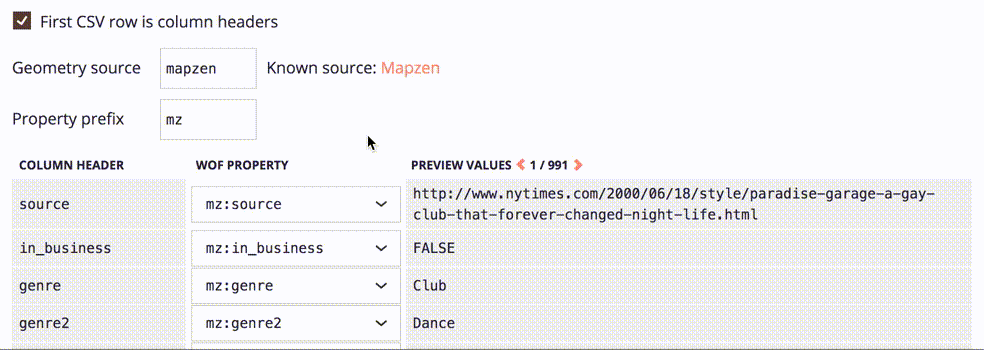 First CSV row is column headers
Geometry source mapzen Known source: Mapzen
Property prefix mz
COLUMN HEADER WOF PROPERTY PREVIEW VALUES < 1 / 991 >
source mz:source http://www.nytimes.com/2000/06/18/style/paradise-garage-a-gay-
club-that-forever-changed-night-life.html
in_business mz:in_business FALSE
genre mz:genre Club
genre2 mz:genre2 Dance